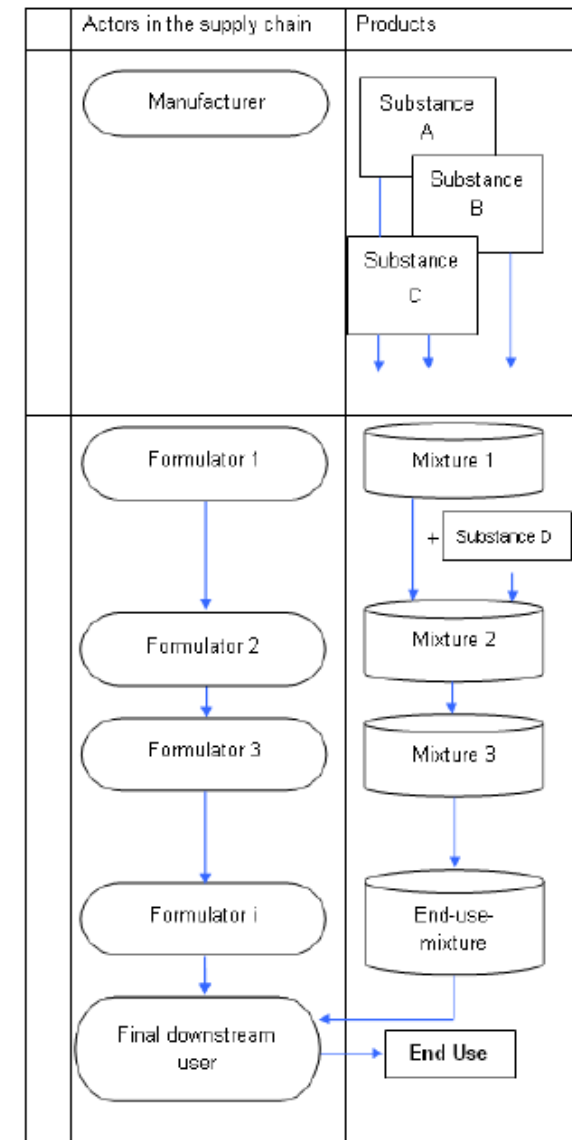 Actors in the supply chain
Products
Manufacturer
Substance
A
Substance
B
Substance
C
Formulator 1
Mixture 1
+
Substance D
Formulator 2
Mixture 2
Formulator 3
Mixture 3
Formulator i
End-use-
mixture
Final downstream
user
End Use